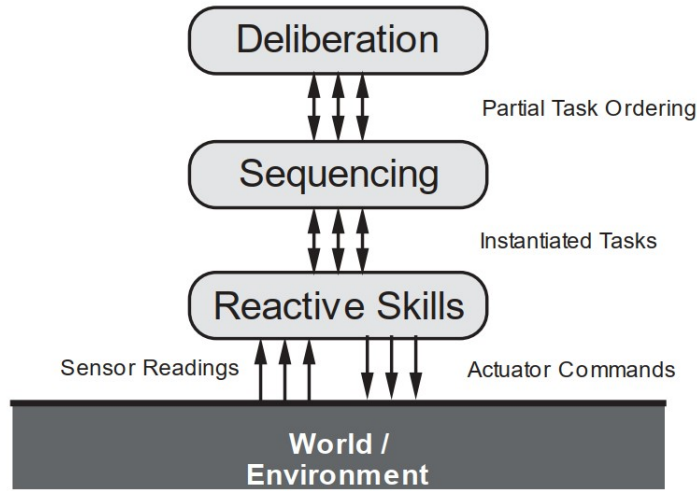 Deliberation
Partial Task Ordering
Sequencing
Instantiated Tasks
Reactive Skills
Sensor Readings
Actuator Commands
World /
Environment